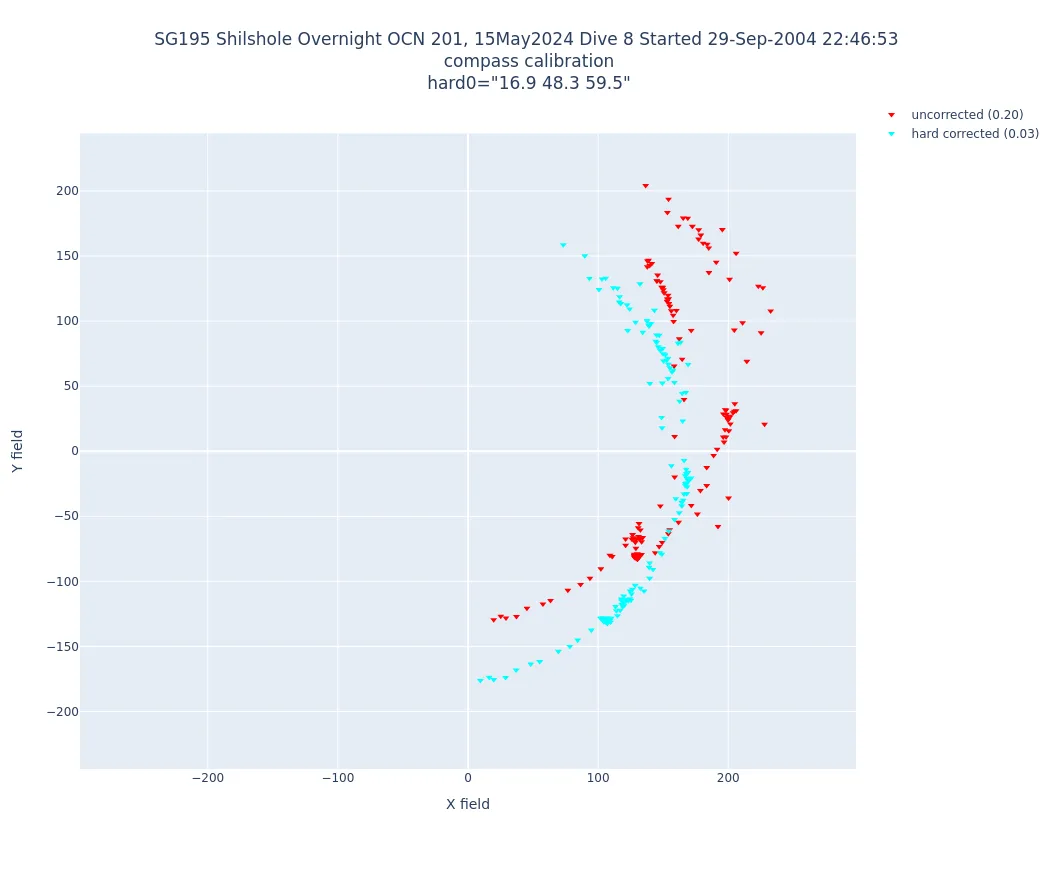 SG195 Shilshole Overnight OCN 201, 15May2024 Dive 8 Started 29-Sep-2004 22:46:53
compass calibration
hard0="16.9 48.3 59.5"
uncorrected (0.20)
hard corrected (0.03)
200
150
100
50
0
−50
−100
−150
−200
Y field
−200
−100
0
100
200
X field